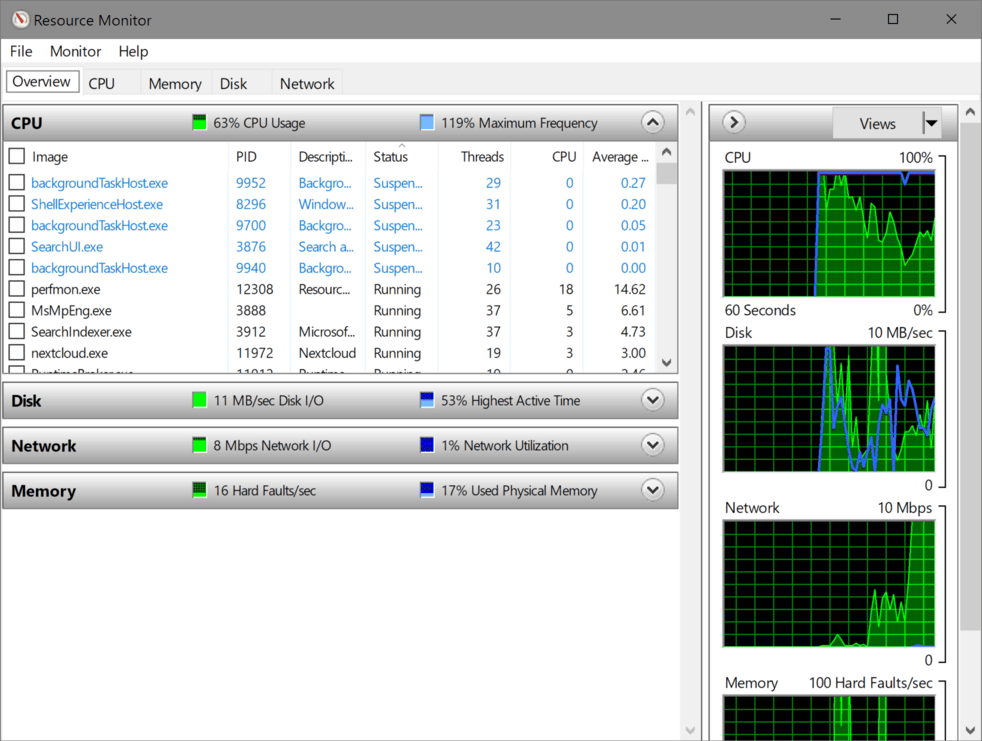 Resource Monitor
File Monitor Help
Overview CPU Memory Disk Network
CPU 63% CPU Usage 119% Maximum Frequency
Image PID Descripti... Status Threads CPU Average ...
backgroundTaskHost.exe 9952 Backgro... Suspen... 29 0 0.27
ShellExperienceHost.exe 8296 Window... Suspen... 31 0 0.20
backgroundTaskHost.exe 9700 Backgro... Suspen... 23 0 0.05
SearchUI.exe 3876 Search a... Suspen... 42 0 0.01
backgroundTaskHost.exe 9940 Backgro... Suspen... 10 0 0.00
perfmon.exe 12308 Resourc... Running 26 18 14.62
MsMpEng.exe 3888 Running 37 5 6.61
SearchIndexer.exe 3912 Microsof... Running 37 3 4.73
nextcloud.exe 11972 Nextcloud Running 19 3 3.00
Disk 11 MB/sec Disk I/O 53% Highest Active Time
Network 8 Mbps Network I/O 1% Network Utilization
Memory 16 Hard Faults/sec 17% Used Physical Memory
Views
CPU 100%
60 Seconds 0%
Disk 10 MB/sec
0
Network 10 Mbps
0
Memory 100 Hard Faults/sec